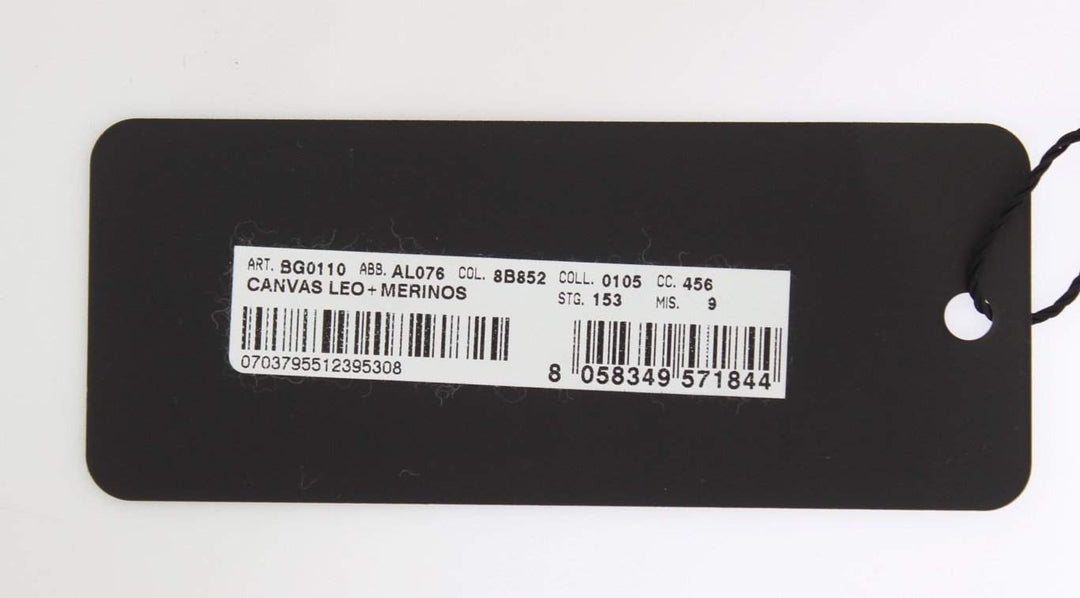 ART. BG0110 ABB. AL076 COL. 8B852 COLL. 0105 CC. 456
CANVAS LEO+MERINOS STG. 153 MIS. 9
0703795512395308
8 058349 571844